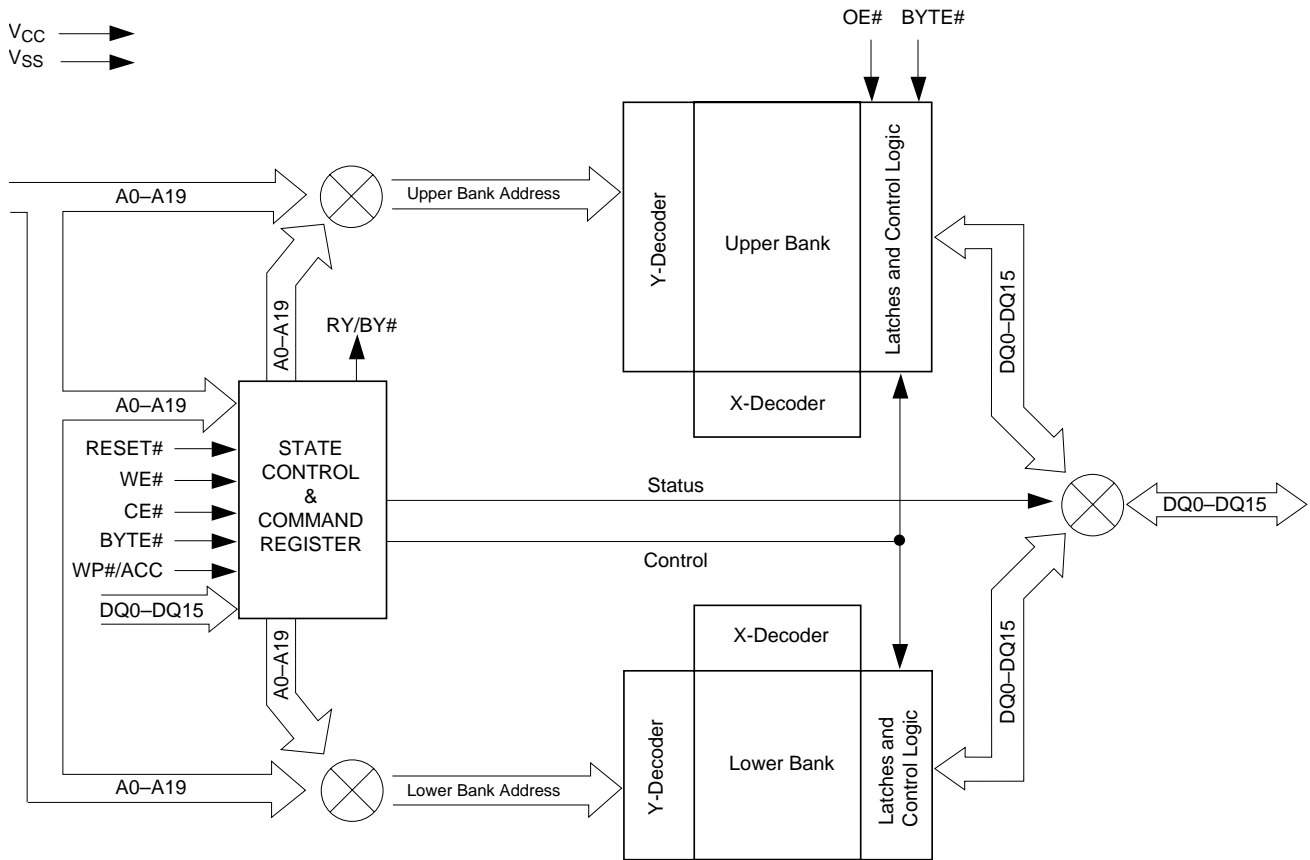 VCC
VSS
OE# BYTE#
A0–A19
Upper Bank Address
Y-Decoder
Upper Bank
Latches and Control Logic
X-Decoder
A0–A19
RY/BY#
DQ0–DQ15
A0–A19
RESET#
WE#
CE#
BYTE#
WP#/ACC
DQ0–DQ15
STATE
CONTROL
&
COMMAND
REGISTER
Status
Control
DQ0–DQ15
A0–A19
X-Decoder
DQ0–DQ15
A0–A19
Lower Bank Address
Y-Decoder
Lower Bank
Latches and
Control Logic